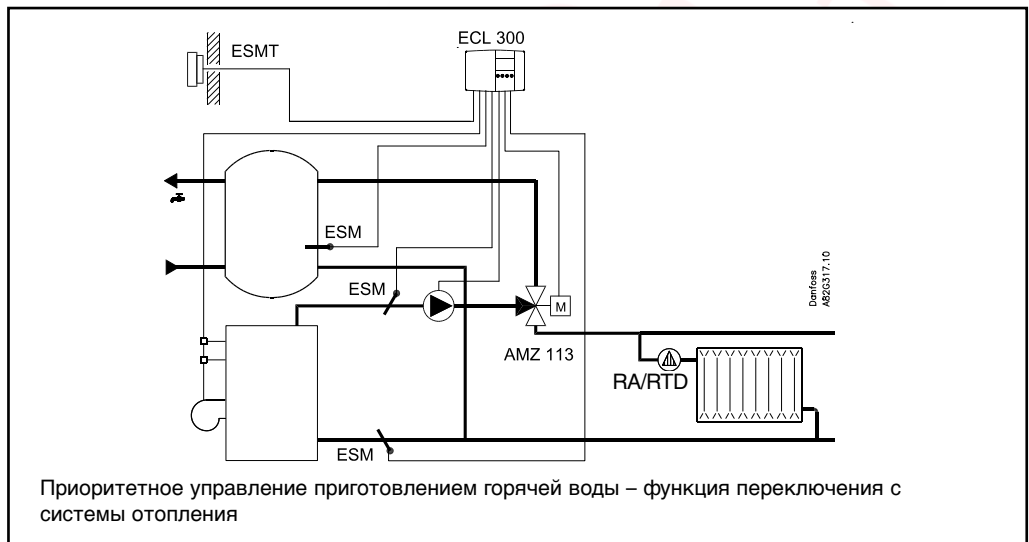 ESMT
ECL 300
ESM
ESM
M
AMZ 113
RA/RTD
ESM
Danfoss
A82G317.10
Приоритетное управление приготовлением горячей воды – функция переключения с
системы отопления